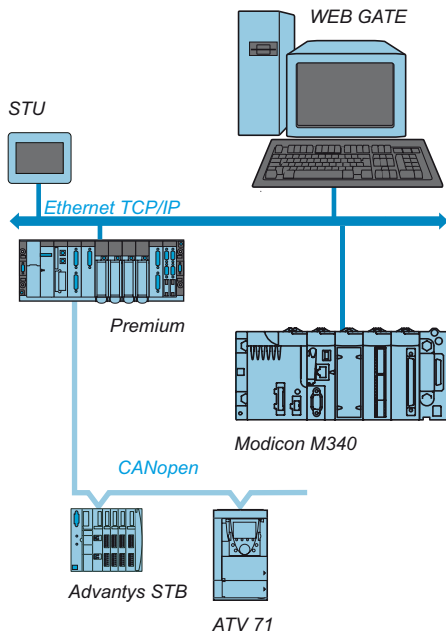 WEB GATE
STU
Ethernet TCP/IP
Premium
Modicon M340
CANopen
Advantys STB
ATV 71